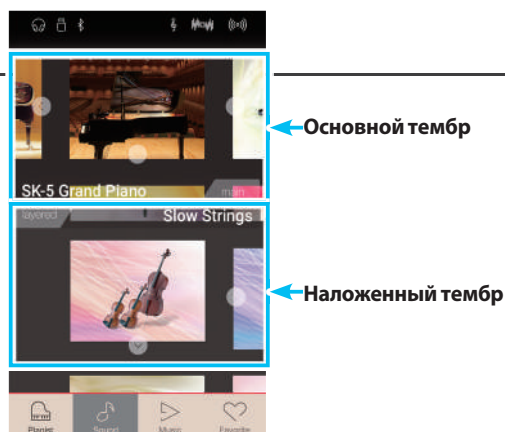 Основной тембр
SK-5 Grand Piano
main
layered
Slow Strings
Наложенный тембр
Pianist
Sound
Music
Favorite